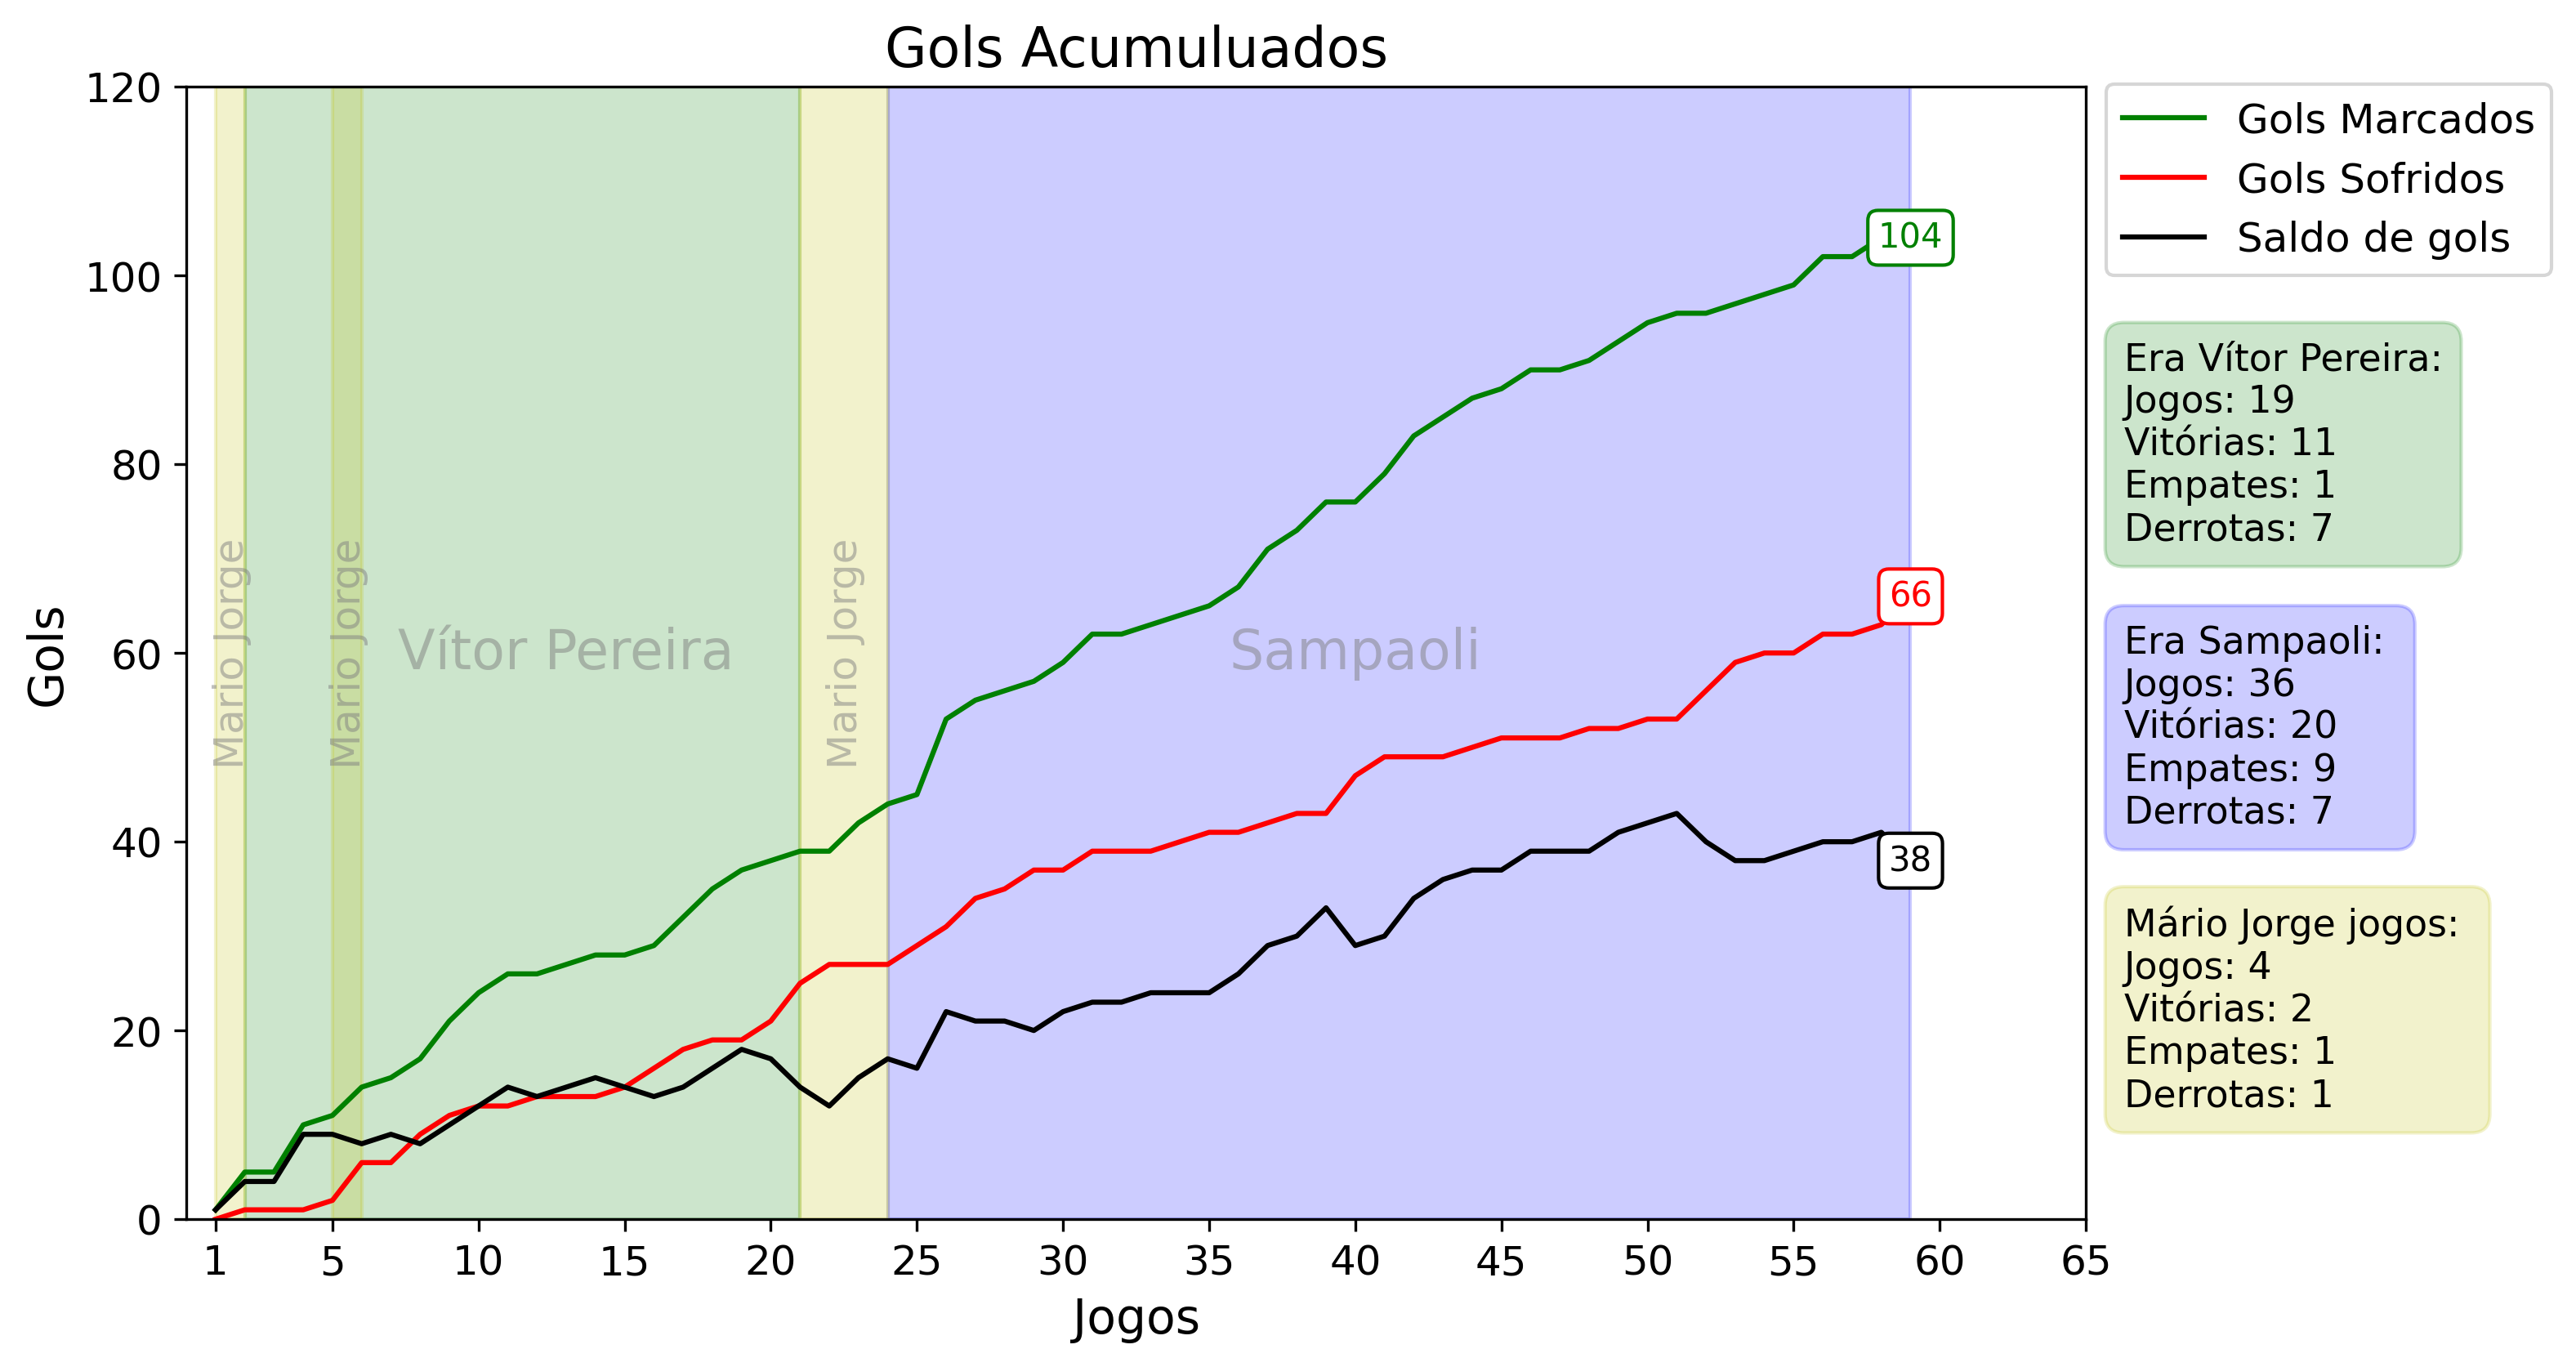 Gols Acumuluados
120
100
80
60
40
20
0
Gols
1 5 10 15 20 25 30 35 40 45 50 55 60 65
Jogos
Mario Jorge
Mario Jorge
Vítor Pereira
Mario Jorge
Sampaoli
104
66
38
Gols Marcados
Gols Sofridos
Saldo de gols
Era Vítor Pereira:
Jogos: 19
Vitórias: 11
Empates: 1
Derrotas: 7
Era Sampaoli:
Jogos: 36
Vitórias: 20
Empates: 9
Derrotas: 7
Mário Jorge jogos:
Jogos: 4
Vitórias: 2
Empates: 1
Derrotas: 1